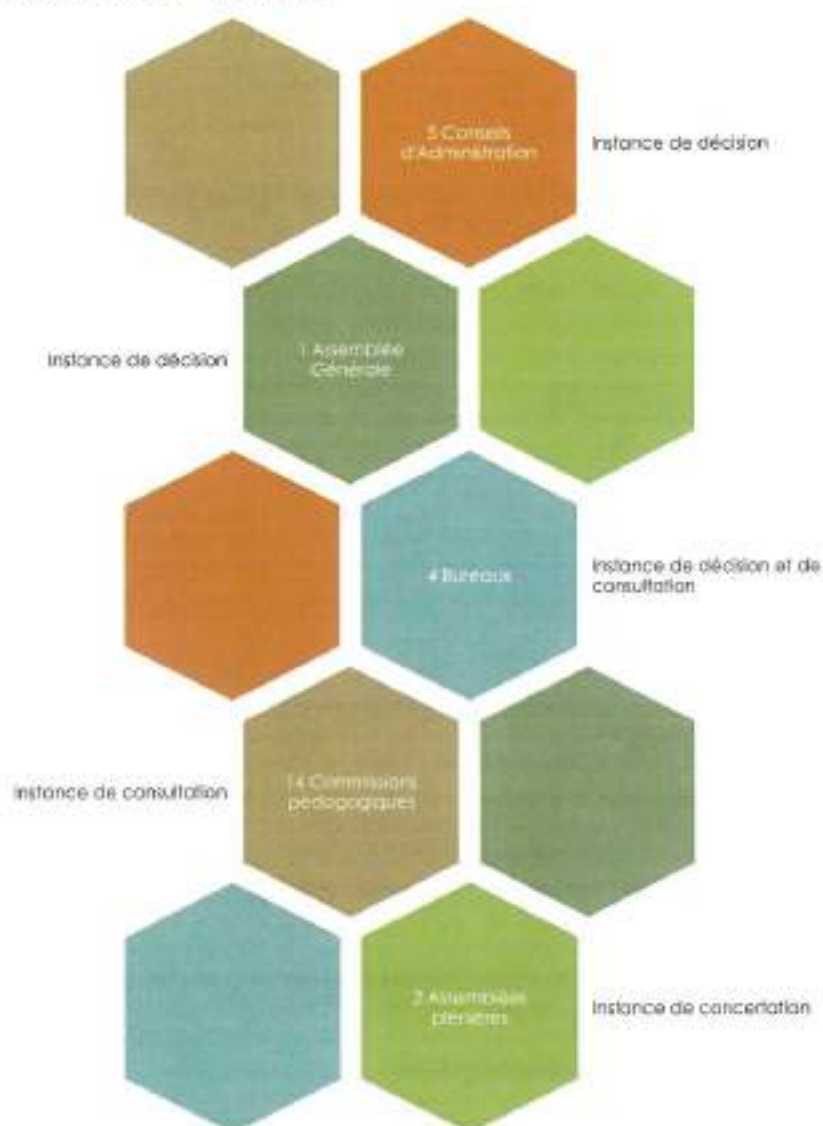 5 Conseils
d'Administration
Instance de décision
Instance de décision
1 Assemblée
Générale
4 Bureaux
Instance de décision et de
consultation
Instance de consultation
14 Commissions
pédagogiques
2 Assemblées
plénières
Instance de concertation